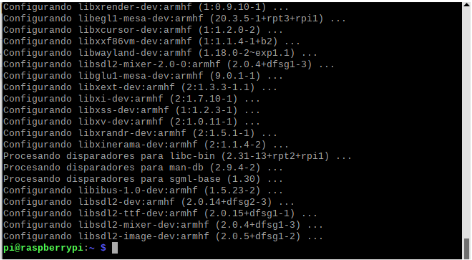 Configurando libxrender-dev:armhf (1:0.9.10-1) ...
Configurando libegl1-mesa-dev:armhf (20.3.5-1+rpt3+rpi1) ...
Configurando libxcursor-dev:armhf (1:1.2.0-2) ...
Configurando libxxf86vm-dev:armhf (1:1.1.4-1+b2) ...
Configurando libwayland-dev:armhf (1.18.0-2~exp1.1) ...
Configurando libsdl2-mixer-2.0-0:armhf (2.0.4+dfsg1-3) ...
Configurando libglu1-mesa-dev:armhf (9.0.1-1) ...
Configurando libxext-dev:armhf (2:1.3.3-1.1) ...
Configurando libxi-dev:armhf (2:1.7.10-1) ...
Configurando libxss-dev:armhf (1:1.2.3-1) ...
Configurando libxv-dev:armhf (2:1.0.11-1) ...
Configurando libxrandr-dev:armhf (2:1.5.1-1) ...
Configurando libxinerama-dev:armhf (2:1.1.4-2) ...
Procesando disparadores para libc-bin (2.31-13+rpt2+rpi1) ...
Procesando disparadores para man-db (2.9.4-2) ...
Procesando disparadores para sgml-base (1.30) ...
Configurando libibus-1.0-dev:armhf (1.5.23-2) ...
Configurando libsdl2-dev:armhf (2.0.14+dfsg2-3) ...
Configurando libsdl2-ttf-dev:armhf (2.0.15+dfsg1-1) ...
Configurando libsdl2-mixer-dev:armhf (2.0.4+dfsg1-3) ...
Configurando libsdl2-image-dev:armhf (2.0.5+dfsg1-2) ...
pi@raspberrypi:~ $